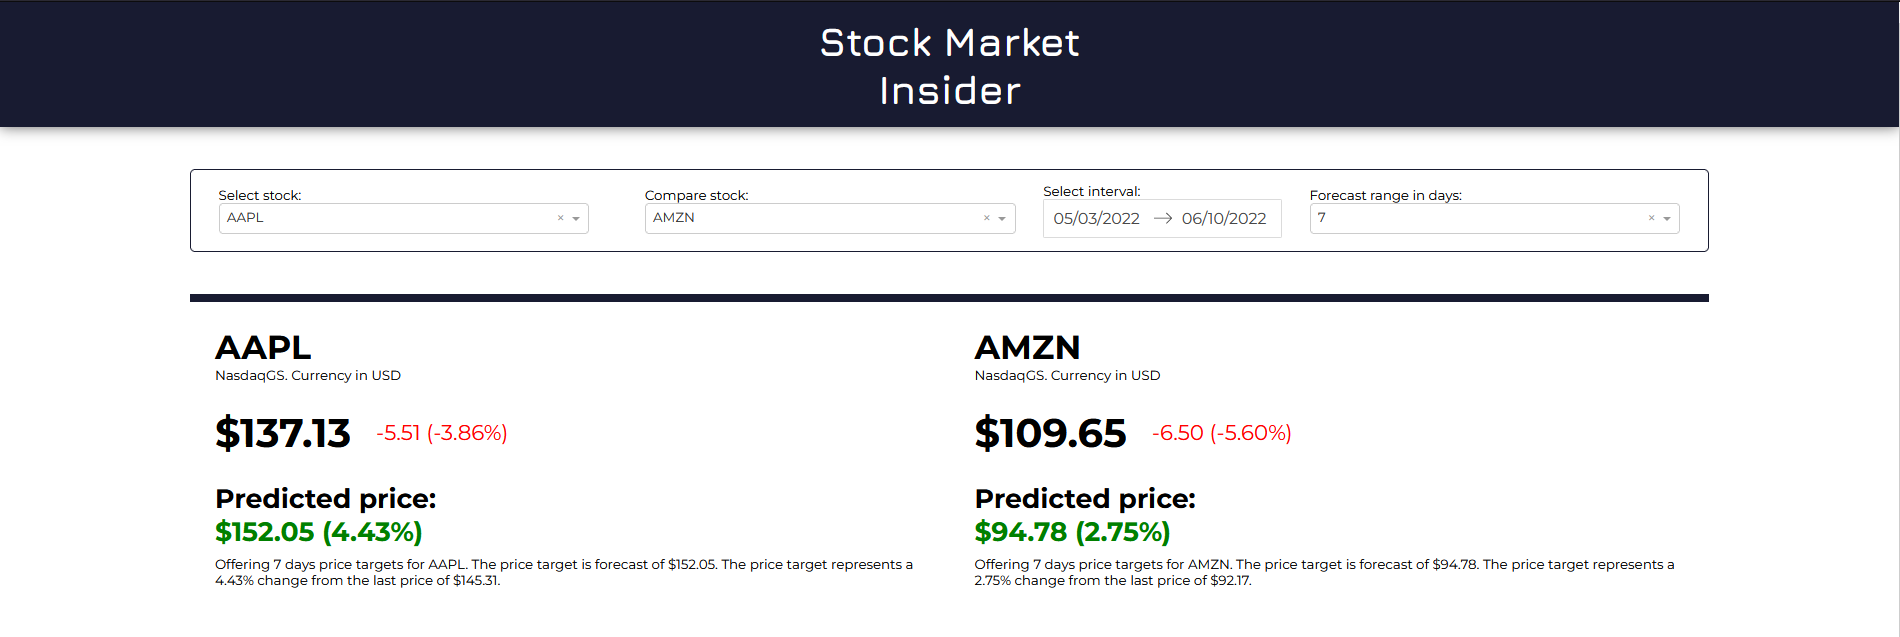 Stock Market
Insider
Select stock:
AAPL
Compare stock:
AMZN
Select interval:
05/03/2022 → 06/10/2022
Forecast range in days:
7
AAPL
NasdaqGS. Currency in USD
$137.13 -5.51 (-3.86%)
Predicted price:
$152.05 (4.43%)
Offering 7 days price targets for AAPL. The price target is forecast of $152.05. The price target represents a
4.43% change from the last price of $145.31.
AMZN
NasdaqGS. Currency in USD
$109.65 -6.50 (-5.60%)
Predicted price:
$94.78 (2.75%)
Offering 7 days price targets for AMZN. The price target is forecast of $94.78. The price target represents a
2.75% change from the last price of $92.17.